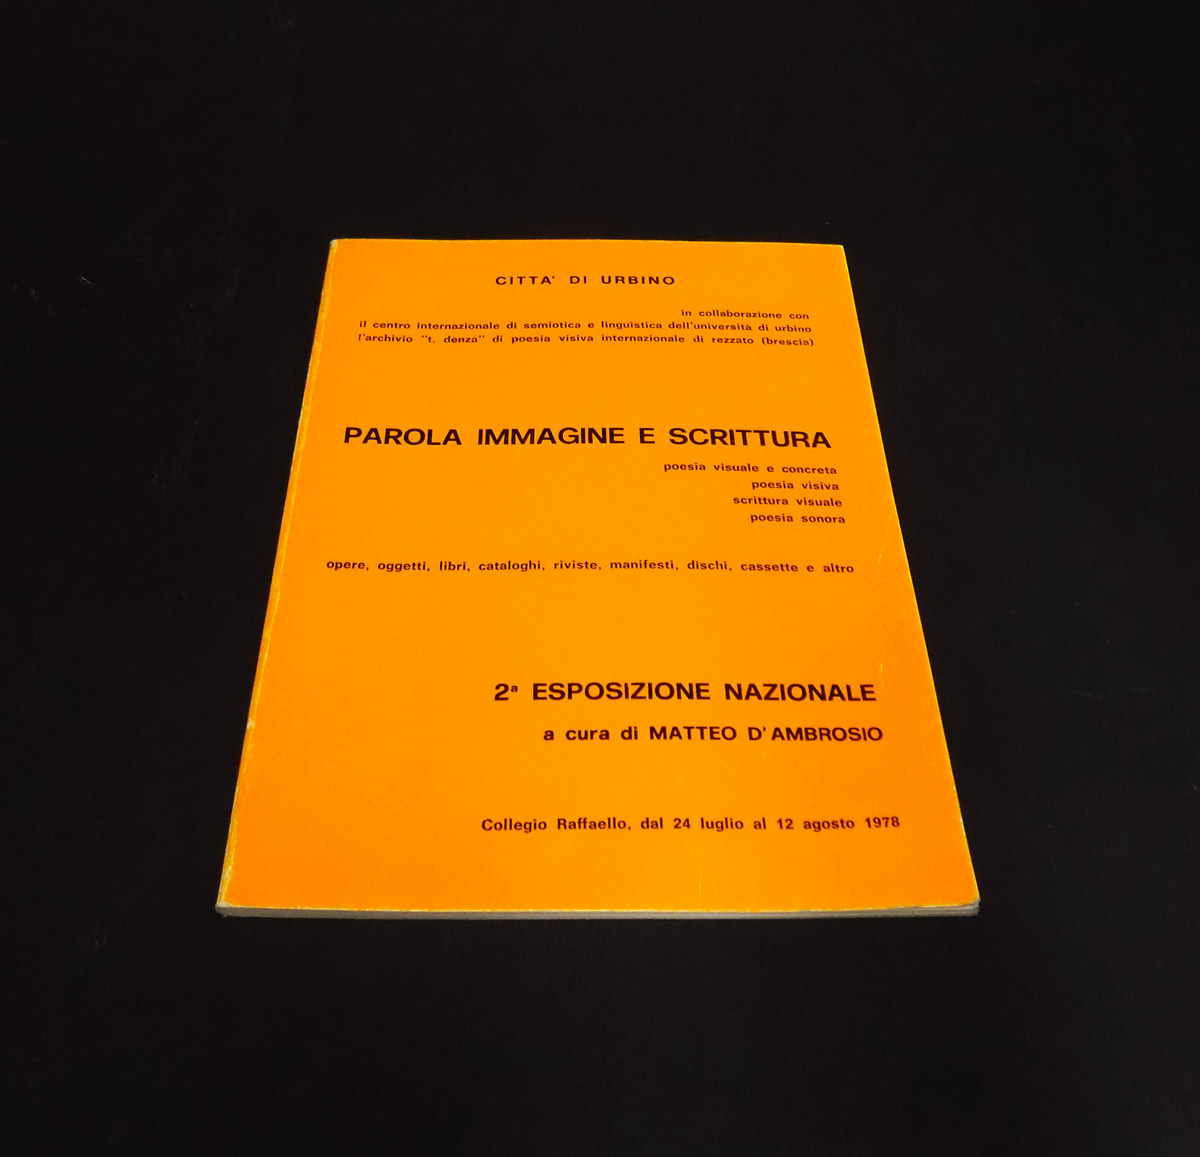 CITTA' DI URBINO
in collaborazione con
il centro internazionale di semiotica e linguistica dell'università di urbino
l'archivio "t. denza" di poesia visiva internazionale di rezzato (brescia)
PAROLA IMMAGINE E SCRITTURA
poesia visuale e concreta
poesia visiva
scrittura visuale
poesia sonora
opere, oggetti, libri, cataloghi, riviste, manifesti, dischi, cassette e altro
2ª ESPOSIZIONE NAZIONALE
a cura di MATTEO D'AMBROSIO
Collegio Raffaello, dal 24 luglio al 12 agosto 1978